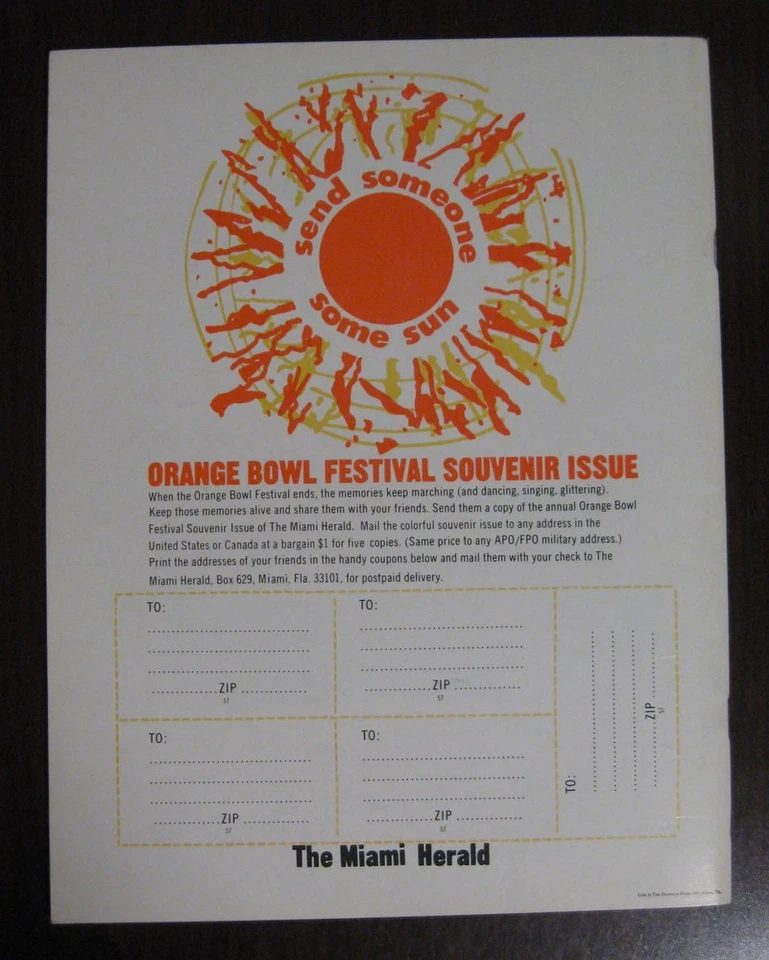 send someone
some sun
ORANGE BOWL FESTIVAL SOUVENIR ISSUE
When the Orange Bowl Festival ends, the memories keep marching (and dancing, singing, glittering).
Keep those memories alive and share them with your friends. Send them a copy of the annual Orange Bowl
Festival Souvenir Issue of The Miami Herald. Mail the colorful souvenir issue to any address in the
United States or Canada at a bargain $1 for five copies. (Same price to any APO/FPO military address.)
Print the addresses of your friends in the handy coupons below and mail them with your check to The
Miami Herald, Box 629, Miami, Fla. 33101, for postpaid delivery.
TO:
ZIP
57
TO:
ZIP
57
TO:
ZIP
57
TO:
ZIP
57
TO:
ZIP
57
The Miami Herald